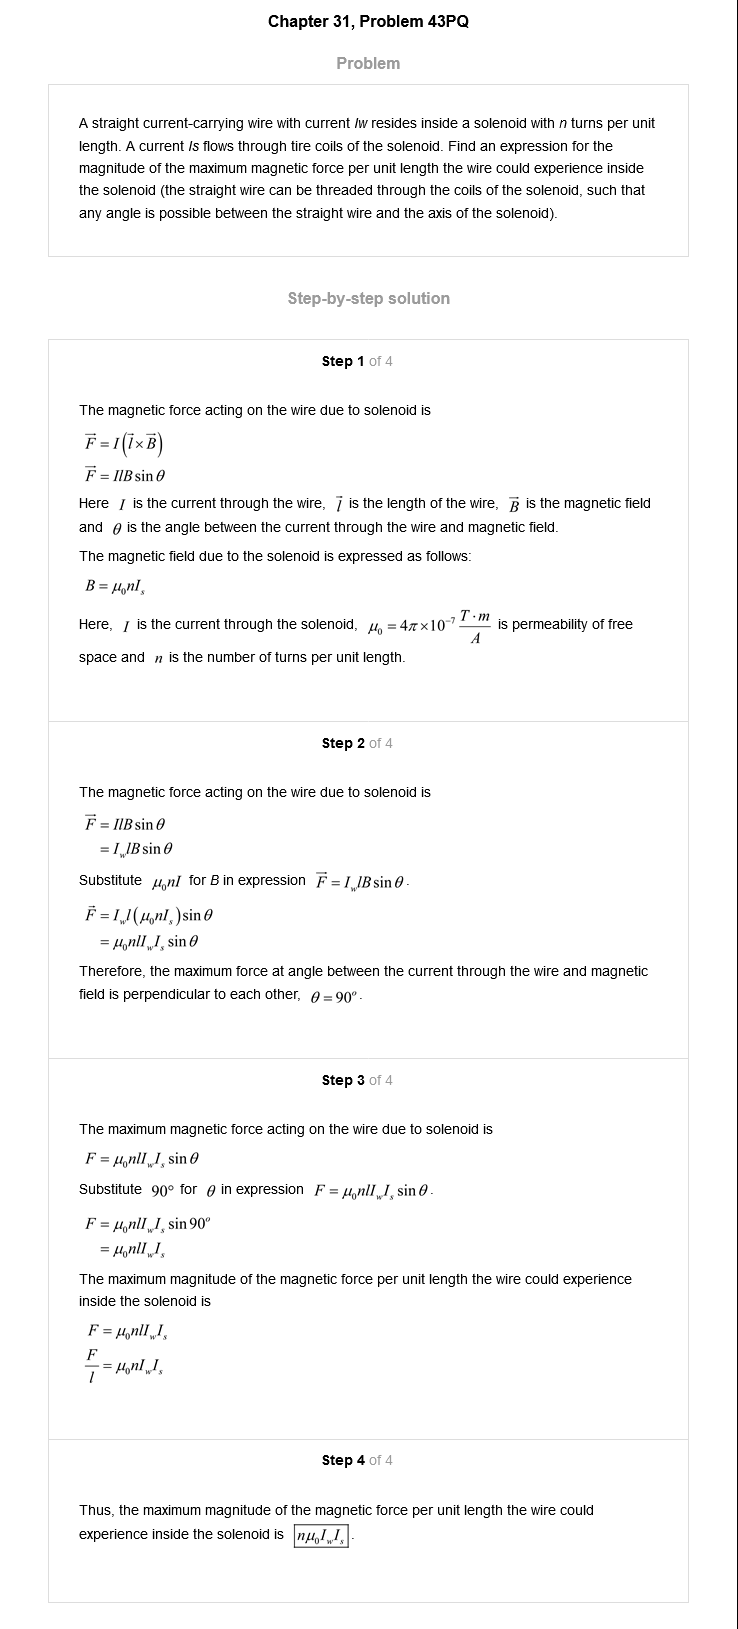 Chapter 31, Problem 43PQ
Problem
A straight current-carrying wire with current Iw resides inside a solenoid with n turns per unit
length. A current Is flows through tire coils of the solenoid. Find an expression for the
magnitude of the maximum magnetic force per unit length the wire could experience inside
the solenoid (the straight wire can be threaded through the coils of the solenoid, such that
any angle is possible between the straight wire and the axis of the solenoid).
Step-by-step solution
Step 1 of 4
The magnetic force acting on the wire due to solenoid is
$\vec{F} = I(\vec{l} \times \vec{B})$
$\vec{F} = IlB \sin\theta$
Here $I$ is the current through the wire, $\vec{l}$ is the length of the wire, $\vec{B}$ is the magnetic field
and $\theta$ is the angle between the current through the wire and magnetic field.
The magnetic field due to the solenoid is expressed as follows:
$B = \mu_0 n I_s$
Here, $I$ is the current through the solenoid, $\mu_0 = 4\pi \times 10^{-7} \frac{T \cdot m}{A}$ is permeability of free
space and $n$ is the number of turns per unit length.
Step 2 of 4
The magnetic force acting on the wire due to solenoid is
$\vec{F} = IlB \sin\theta$
$= I_w lB \sin\theta$
Substitute $\mu_0 nI$ for B in expression $\vec{F} = I_w lB \sin\theta$.
$\vec{F} = I_w l(\mu_0 nI_s) \sin\theta$
$= \mu_0 nlI_w I_s \sin\theta$
Therefore, the maximum force at angle between the current through the wire and magnetic
field is perpendicular to each other, $\theta = 90^o$.
Step 3 of 4
The maximum magnetic force acting on the wire due to solenoid is
$F = \mu_0 nlI_w I_s \sin\theta$
Substitute 90° for $\theta$ in expression $F = \mu_0 nlI_w I_s \sin\theta$.
$F = \mu_0 nlI_w I_s \sin 90^o$
$= \mu_0 nlI_w I_s$
The maximum magnitude of the magnetic force per unit length the wire could experience
inside the solenoid is
$F = \mu_0 nlI_w I_s$
$\frac{F}{l} = \mu_0 nI_w I_s$
Step 4 of 4
Thus, the maximum magnitude of the magnetic force per unit length the wire could
experience inside the solenoid is $\boxed{n\mu_0 I_w I_s}$.